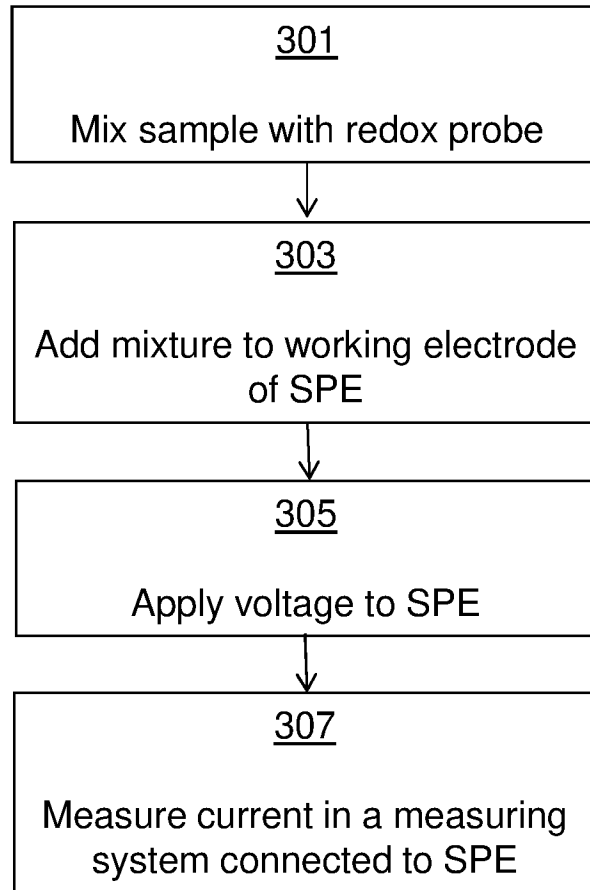 301
Mix sample with redox probe
303
Add mixture to working electrode
of SPE
305
Apply voltage to SPE
307
Measure current in a measuring
system connected to SPE